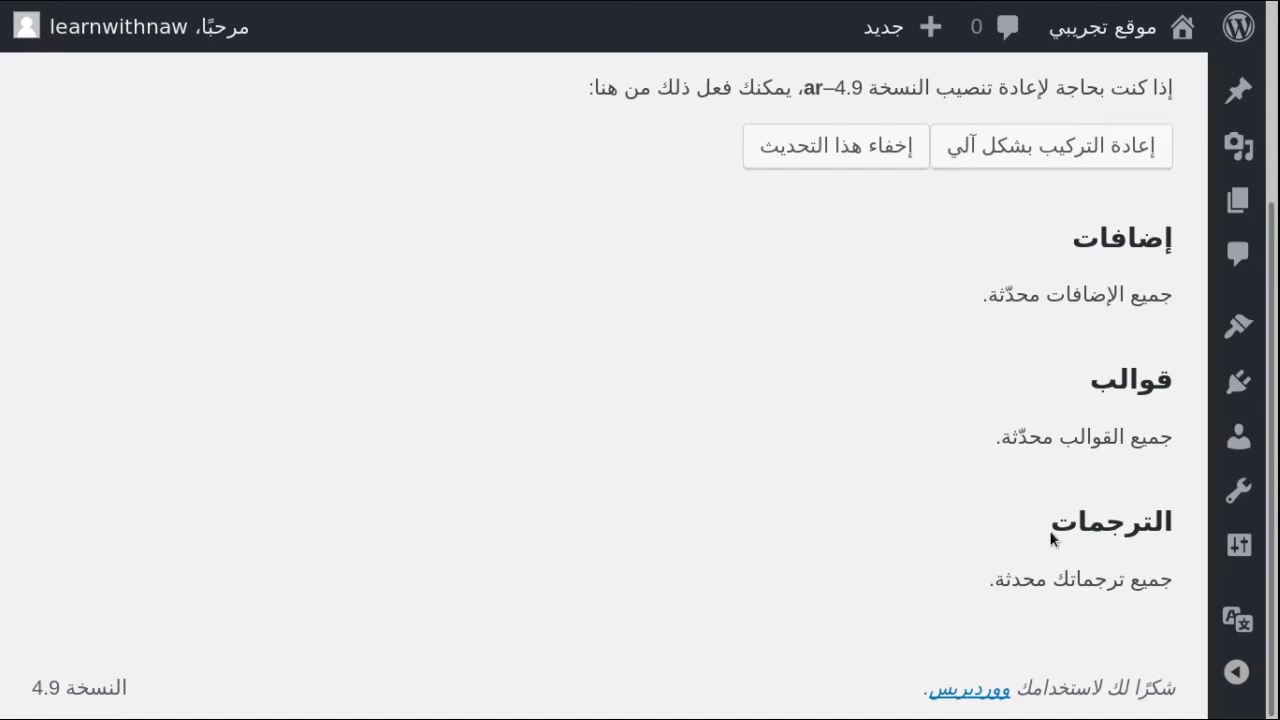 موقع تجريبي 0 جديد مرحبًا، learnwithnaw
إذا كنت بحاجة لإعادة تنصيب النسخة 4.9–ar، يمكنك فعل ذلك من هنا:
إعادة التركيب بشكل آلي إخفاء هذا التحديث
إضافات
جميع الإضافات محدّثة.
قوالب
جميع القوالب محدّثة.
الترجمات
جميع ترجماتك محدثة.
شكرًا لك لاستخدامك ووردبريس. النسخة 4.9